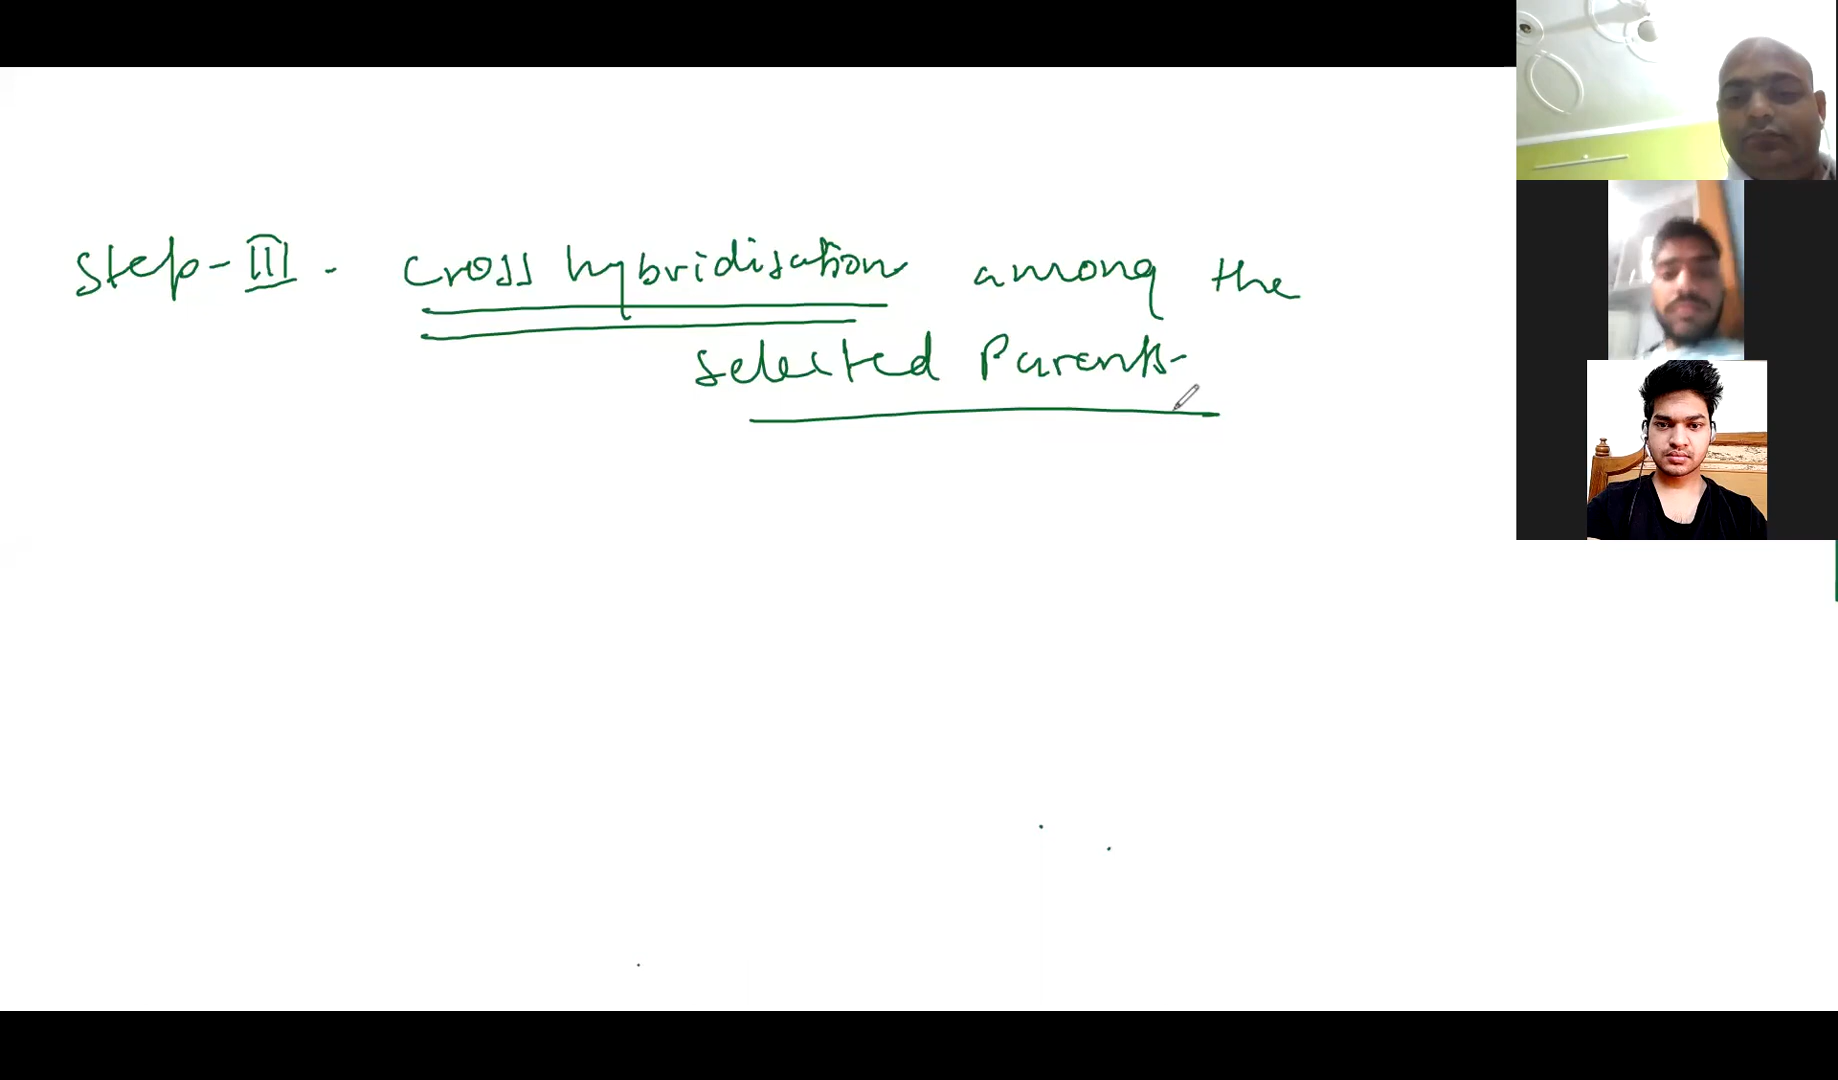 Step-III. Cross hybridisation among the
selected Parents-